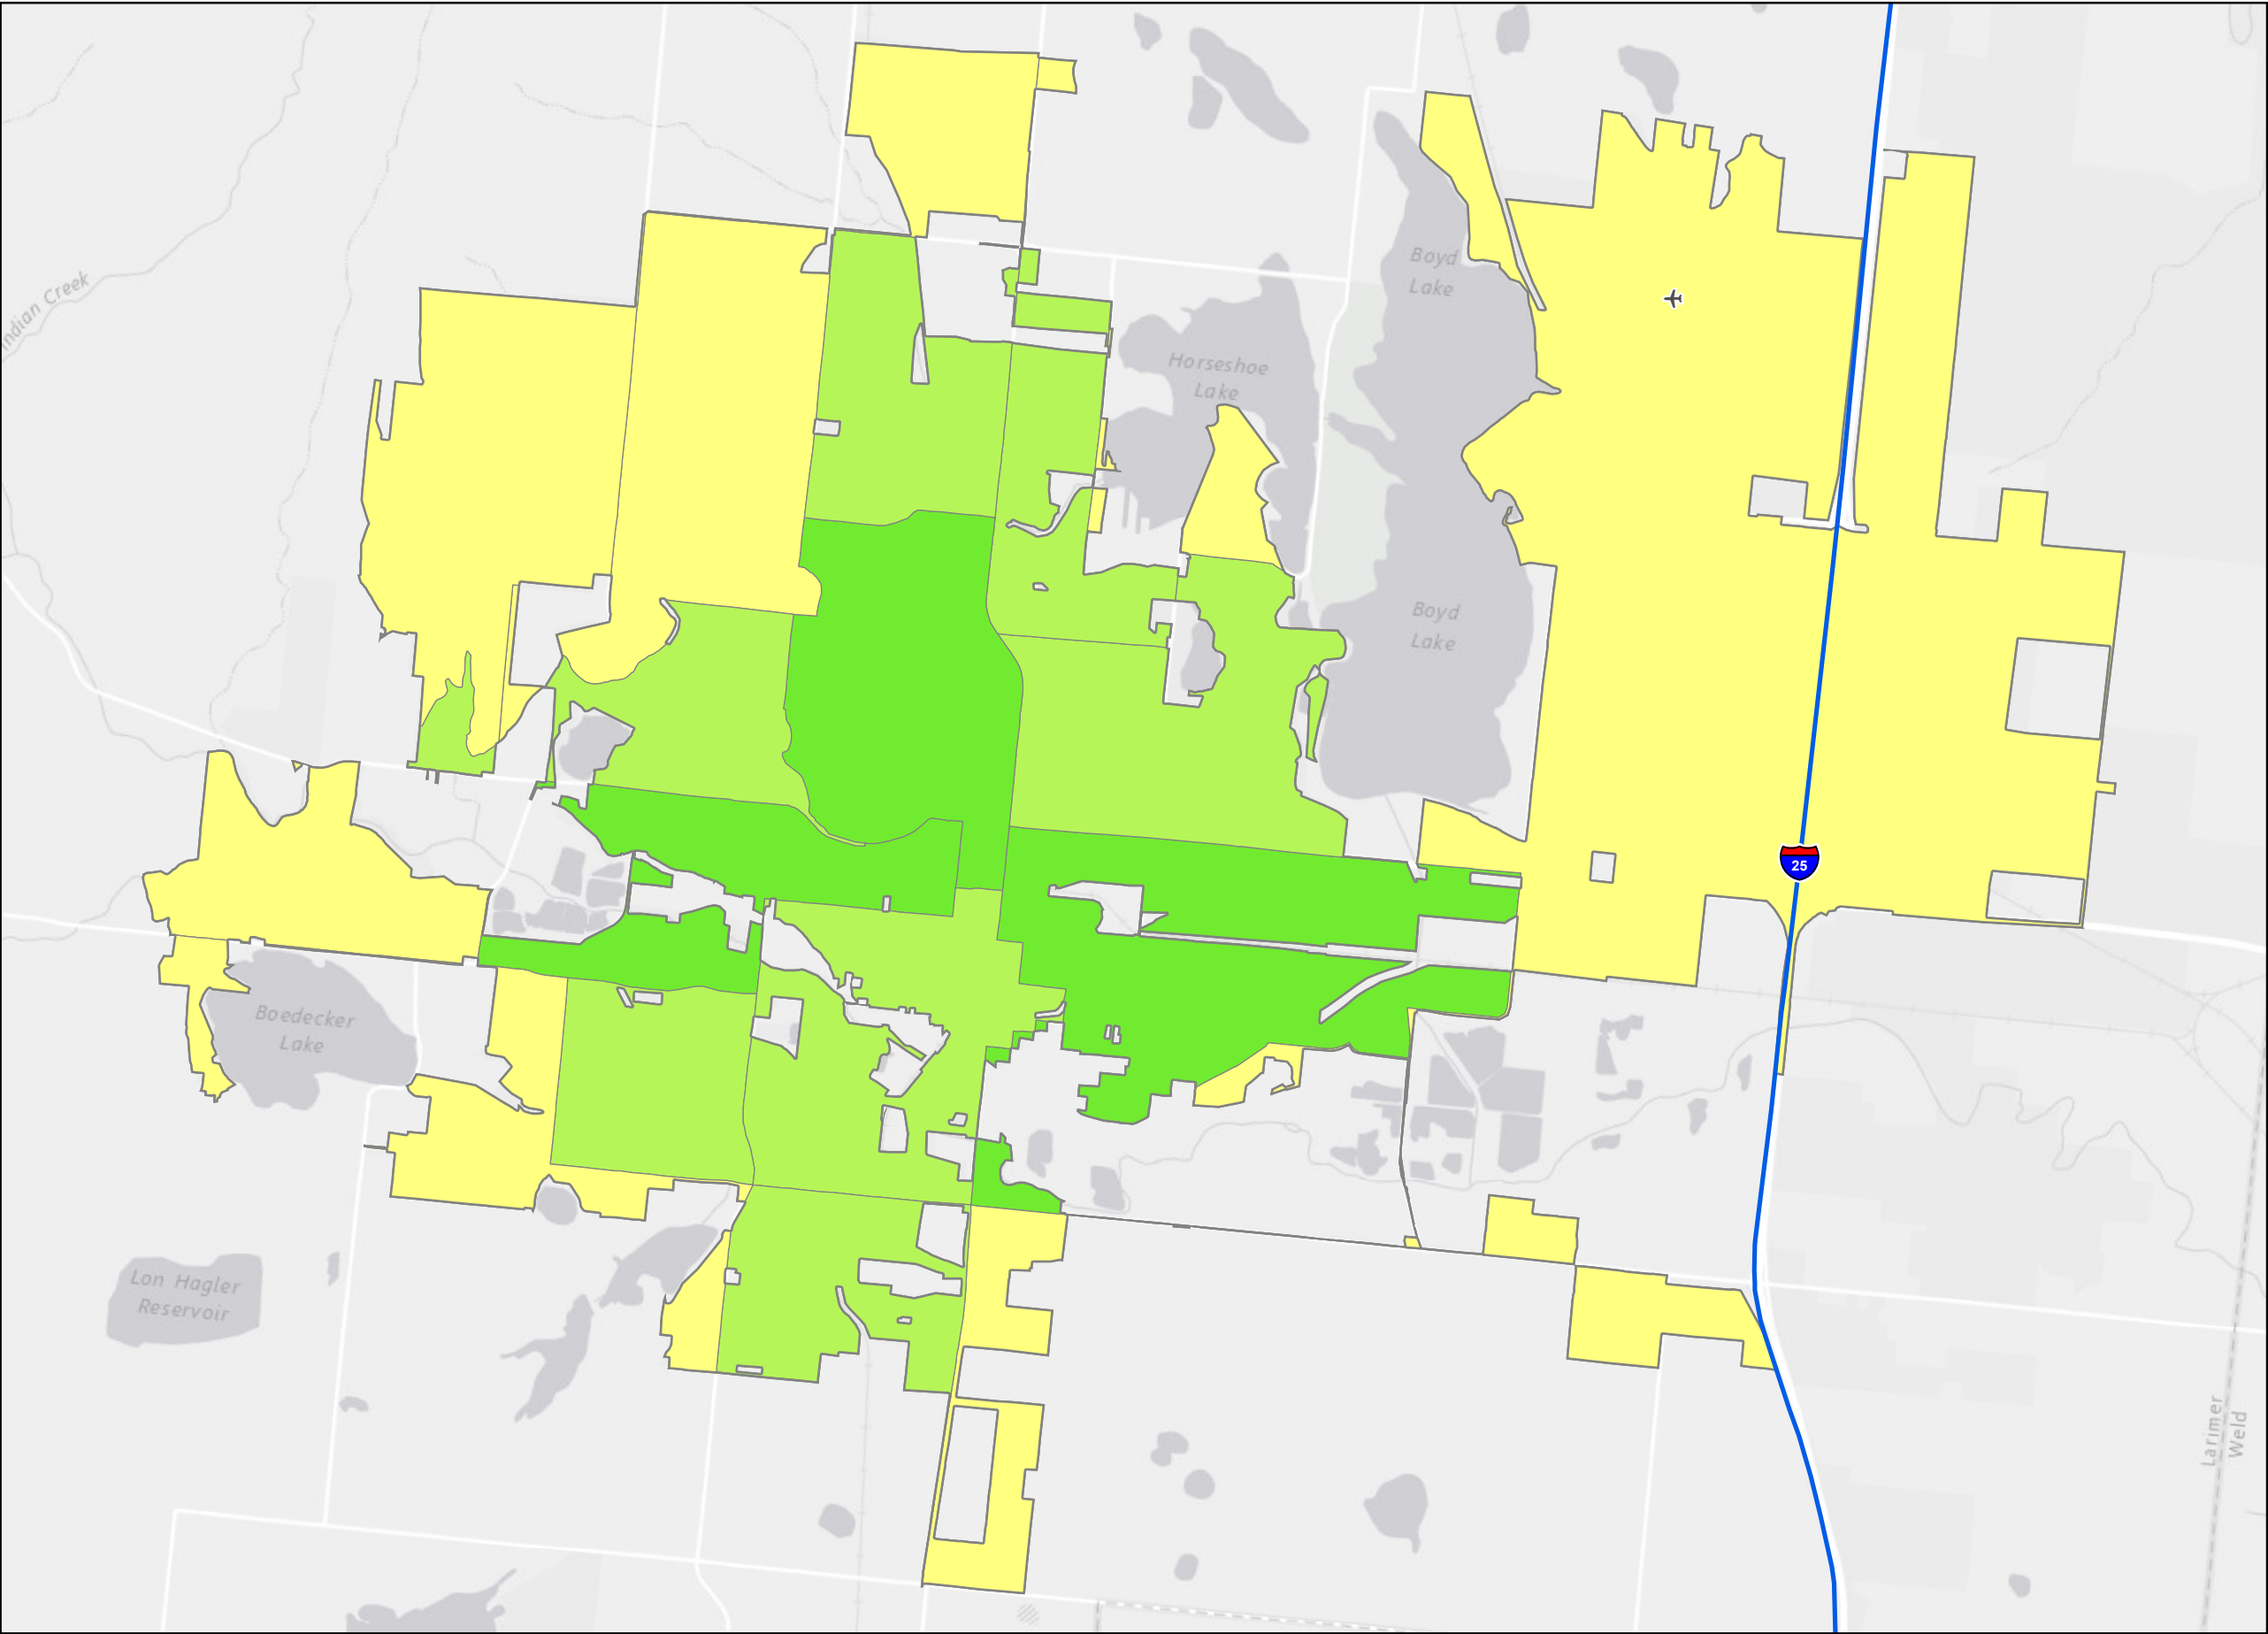 Indian Creek
Boyd
Lake
Horseshoe
Lake
Boyd
Lake
25
Boedecker
Lake
Lon Hagler
Reservoir
Larimer
Weld